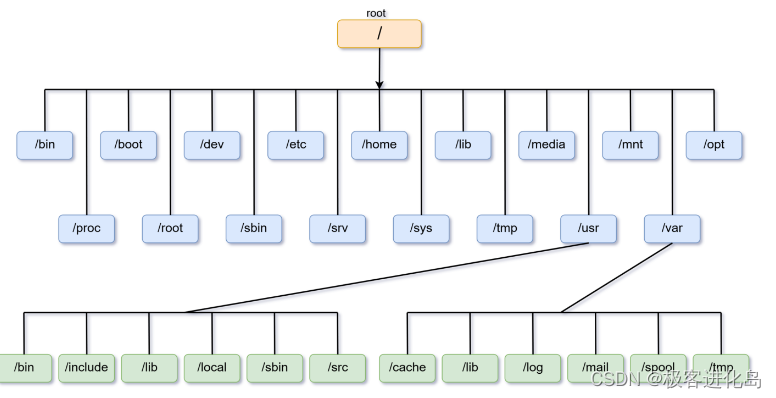 root
/
/bin /boot /dev /etc /home /lib /media /mnt /opt
/proc /root /sbin /srv /sys /tmp /usr /var
/bin /include /lib /local /sbin /src /cache /lib /log /mail /spool /tmp
CSDN @极客进化岛